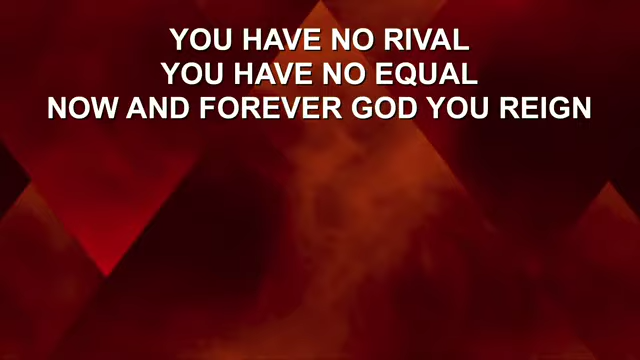 YOU HAVE NO RIVAL
YOU HAVE NO EQUAL
NOW AND FOREVER GOD YOU REIGN